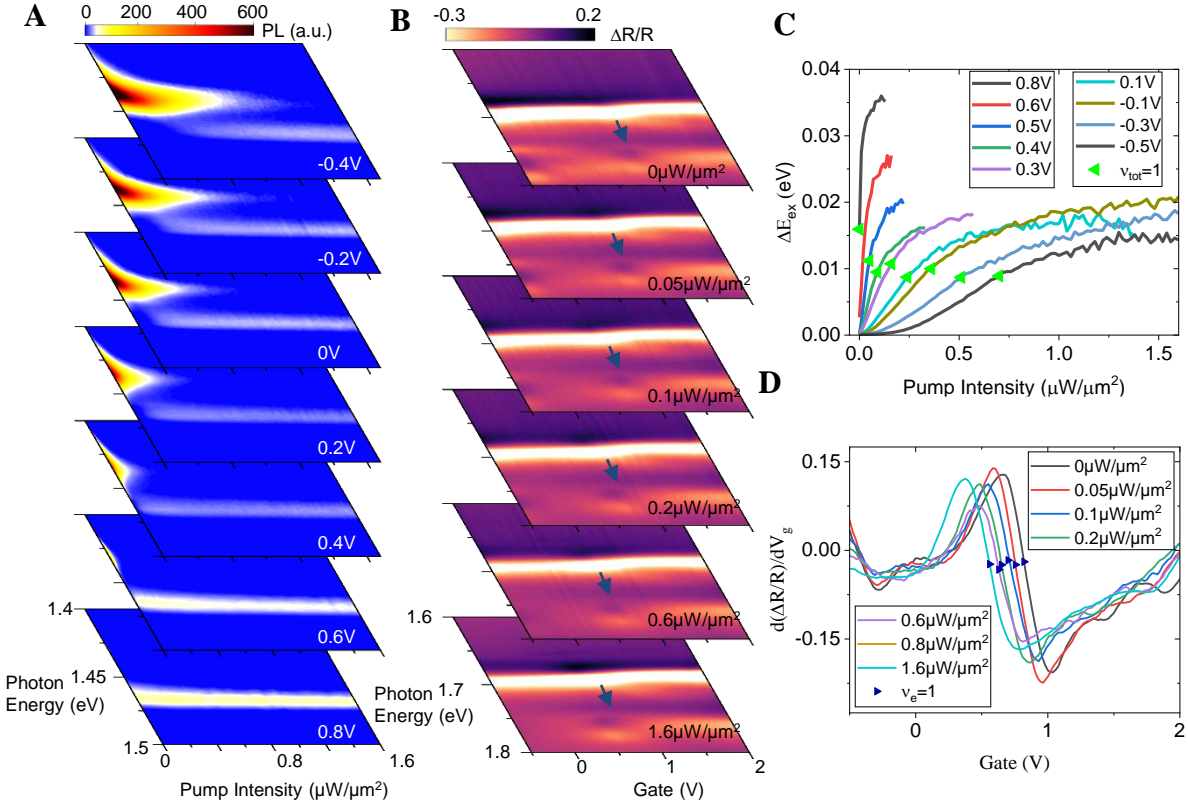 A
0 200 400 600
PL (a.u.)
-0.4V
-0.2V
0V
0.2V
0.4V
0.6V
0.8V
1.4
1.45
1.5
Photon
Energy (eV)
0 0.8 1.6
Pump Intensity (μW/μm²)
B
-0.3 0.2
ΔR/R
0μW/μm²
0.05μW/μm²
0.1μW/μm²
0.2μW/μm²
0.6μW/μm²
1.6μW/μm²
1.6
1.7
1.8
Photon
Energy (eV)
0 1 2
Gate (V)
C
0.04
0.03
0.02
0.01
0.00
ΔE_ex (eV)
0.8V
0.6V
0.5V
0.4V
0.3V
0.1V
-0.1V
-0.3V
-0.5V
ν_tot=1
0.0 0.5 1.0 1.5
Pump Intensity (μW/μm²)
D
0.15
0.00
-0.15
d(ΔR/R)/dV_g
0μW/μm²
0.05μW/μm²
0.1μW/μm²
0.2μW/μm²
0.6μW/μm²
0.8μW/μm²
1.6μW/μm²
ν_e=1
0 1 2
Gate (V)